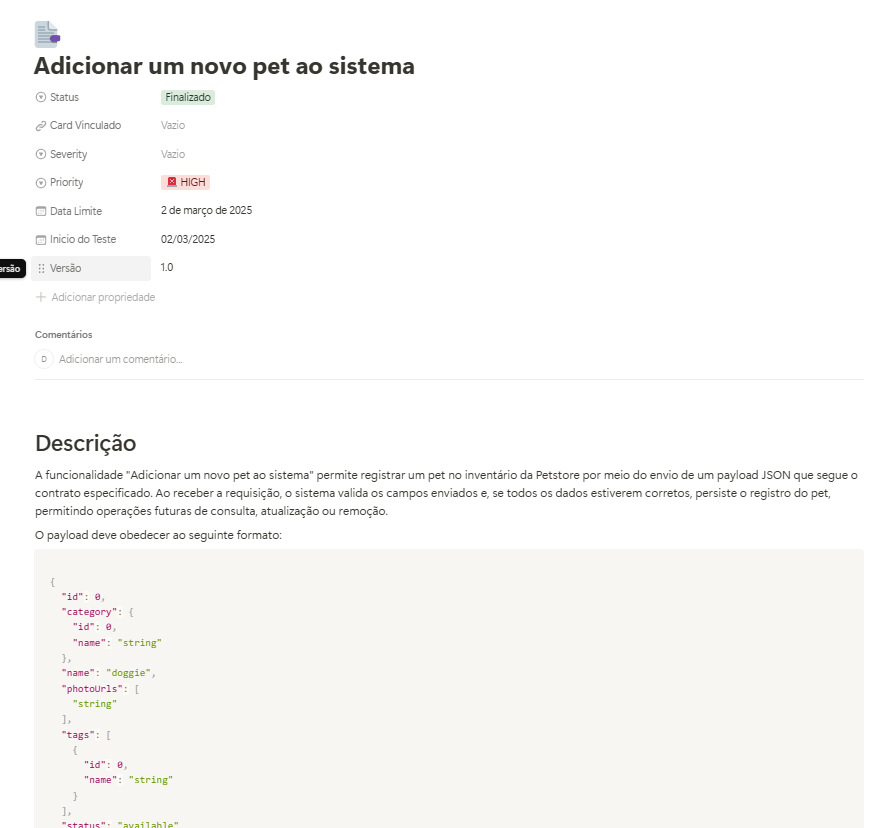 Adicionar um novo pet ao sistema
Status Finalizado
Card Vinculado Vazio
Severity Vazio
Priority HIGH
Data Limite 2 de março de 2025
Inicio do Teste 02/03/2025
ersão Versão 1.0
Adicionar propriedade
Comentários
D Adicionar um comentário...
Descrição
A funcionalidade "Adicionar um novo pet ao sistema" permite registrar um pet no inventário da Petstore por meio do envio de um payload JSON que segue o
contrato especificado. Ao receber a requisição, o sistema valida os campos enviados e, se todos os dados estiverem corretos, persiste o registro do pet,
permitindo operações futuras de consulta, atualização ou remoção.
O payload deve obedecer ao seguinte formato:
{
"id": 0,
"category": {
"id": 0,
"name": "string"
},
"name": "doggie",
"photoUrls": [
"string"
],
"tags": [
{
"id": 0,
"name": "string"
}
],
"status": "available"